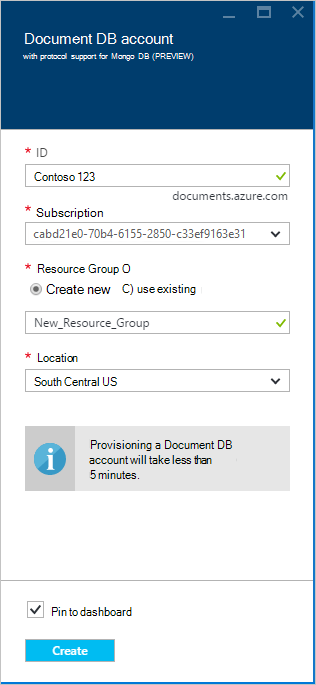 Document DB account
with protocol support for Mongo DB (PREVIEW)
* ID
Contoso 123
documents.azure.com
* Subscription
cabd21e0-70b4-6155-2850-c33ef9163e31
* Resource Group O
Create new C) use existing
New_Resource_Group
* Location
South Central US
Provisioning a Document DB
account will take less than
5 minutes.
Pin to dashboard
Create